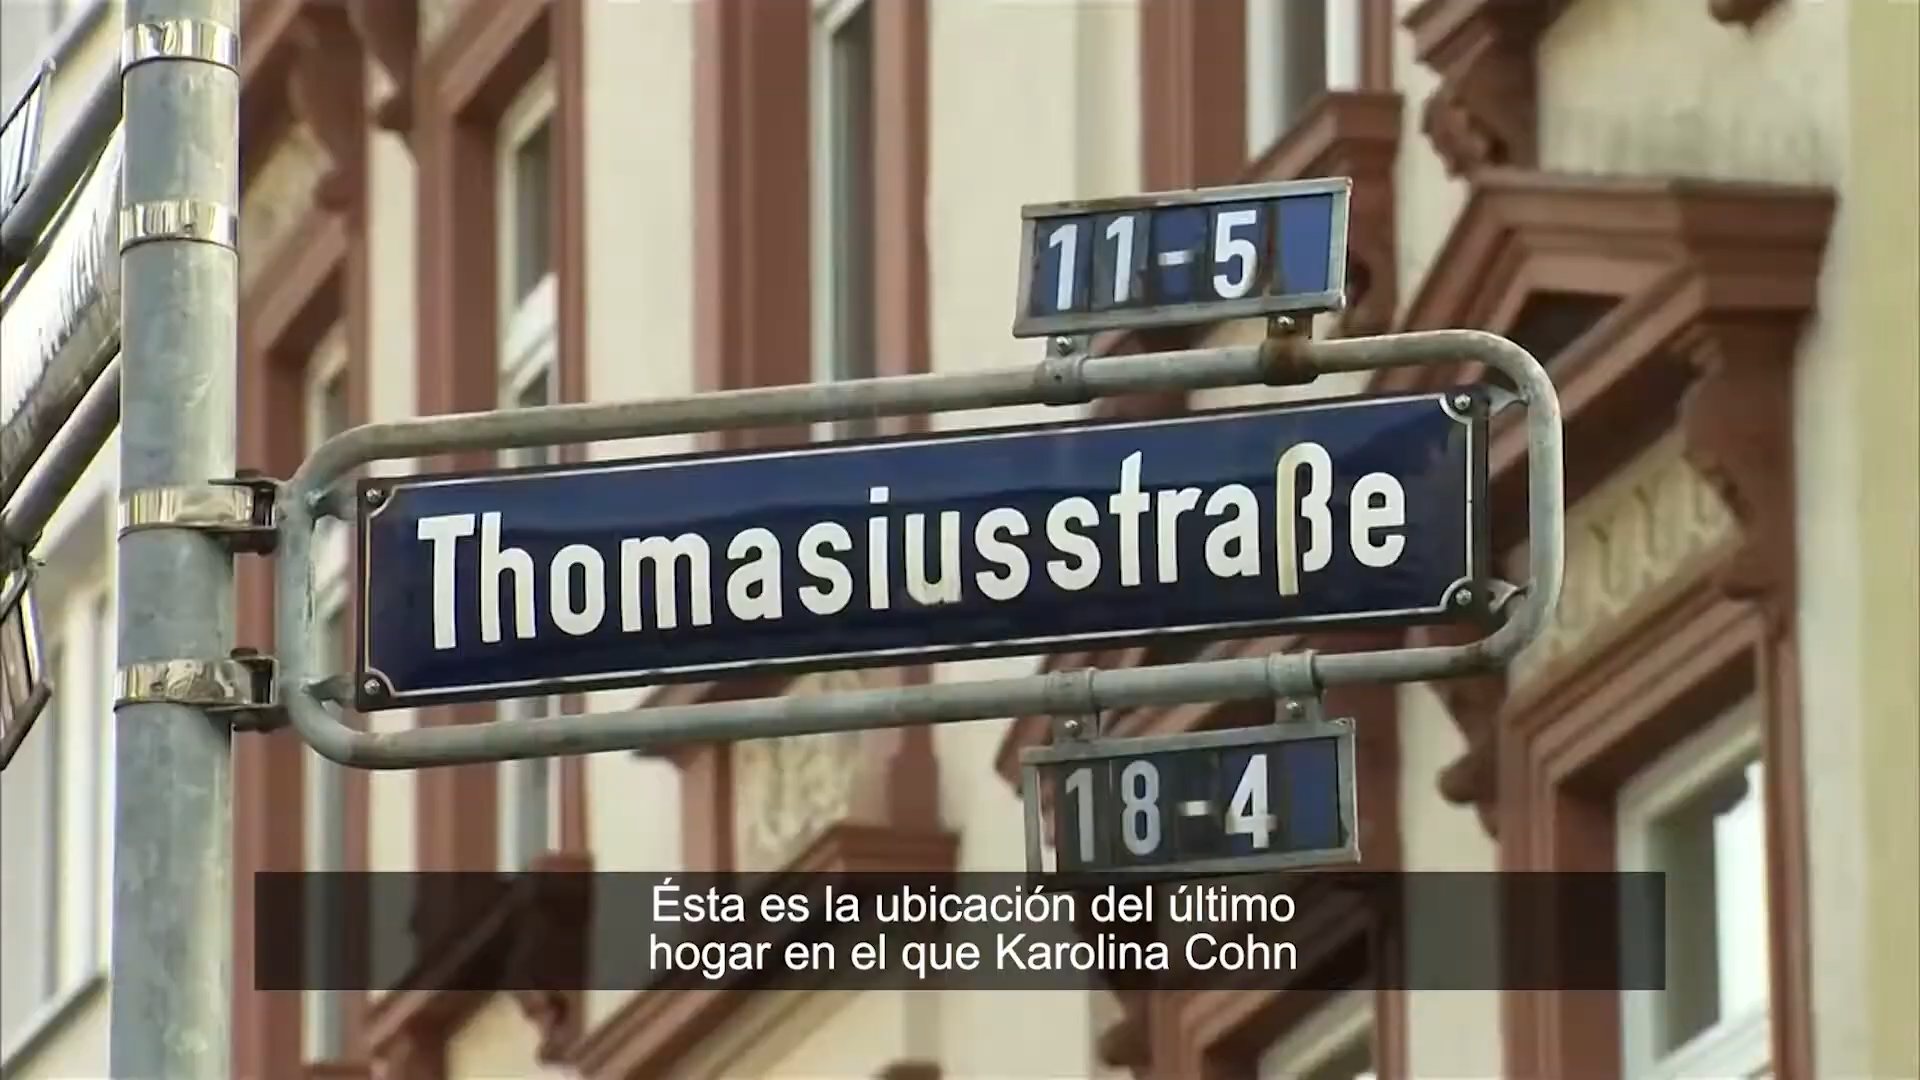 11-5
Thomasiusstraße
18-4
Ésta es la ubicación del último
hogar en el que Karolina Cohn